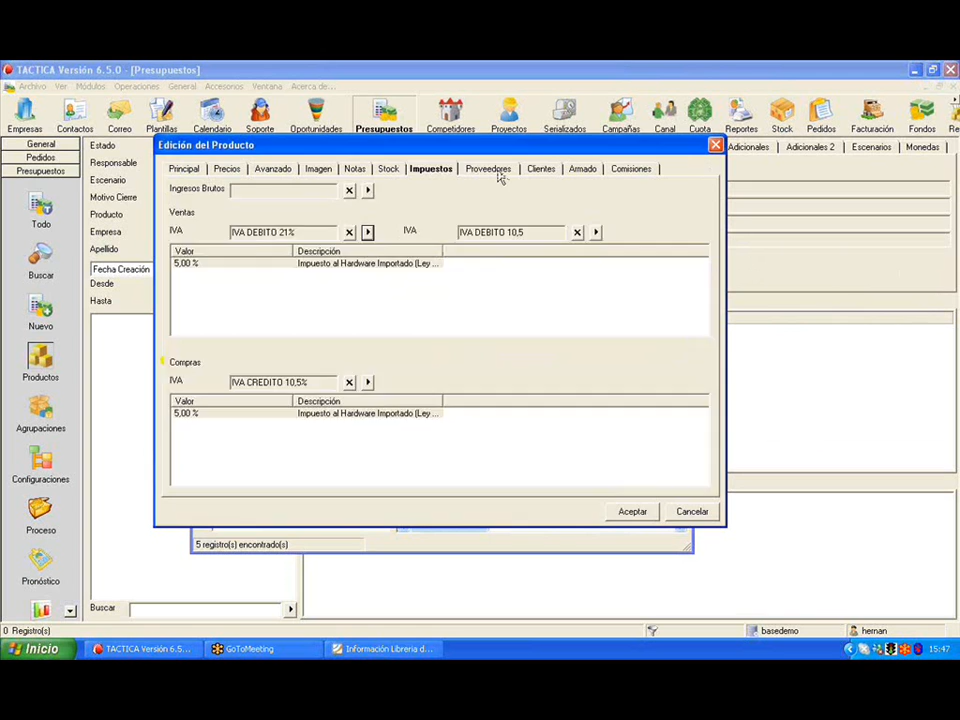 TACTICA Versión 6.5.0 - [Presupuestos]
Archivo Ver Módulos Operaciones General Accesorios Ventana Acerca de...
Empresas Contactos Correo Plantillas Calendario Soporte Oportunidades Presupuestos Competidores Proyectos Serializados Campañas Canal Cuota Reportes Stock Pedidos Facturación Fondos
General
Pedidos
Presupuestos
Todo
Buscar
Nuevo
Productos
Agrupaciones
Configuraciones
Proceso
Pronóstico
Estado
Responsable
Escenario
Motivo Cierre
Producto
Empresa
Apellido
Fecha Creación
Desde
Hasta
Buscar
Adicionales Adicionales 2 Escenarios Monedas
Edición del Producto
Principal Precios Avanzado Imagen Notas Stock Impuestos Proveedores Clientes Armado Comisiones
Ingresos Brutos
Ventas
IVA IVA DEBITO 21% IVA IVA DEBITO 10,5
Valor Descripción
5,00 % Impuesto al Hardware Importado (Ley ...
Compras
IVA IVA CREDITO 10,5%
Valor Descripción
5,00 % Impuesto al Hardware Importado (Ley ...
Aceptar Cancelar
5 registro(s) encontrado(s)
0 Registro(s) basedemo hernan
Inicio TACTICA Versión 6.5... GoToMeeting Información Libreria d... 15:47